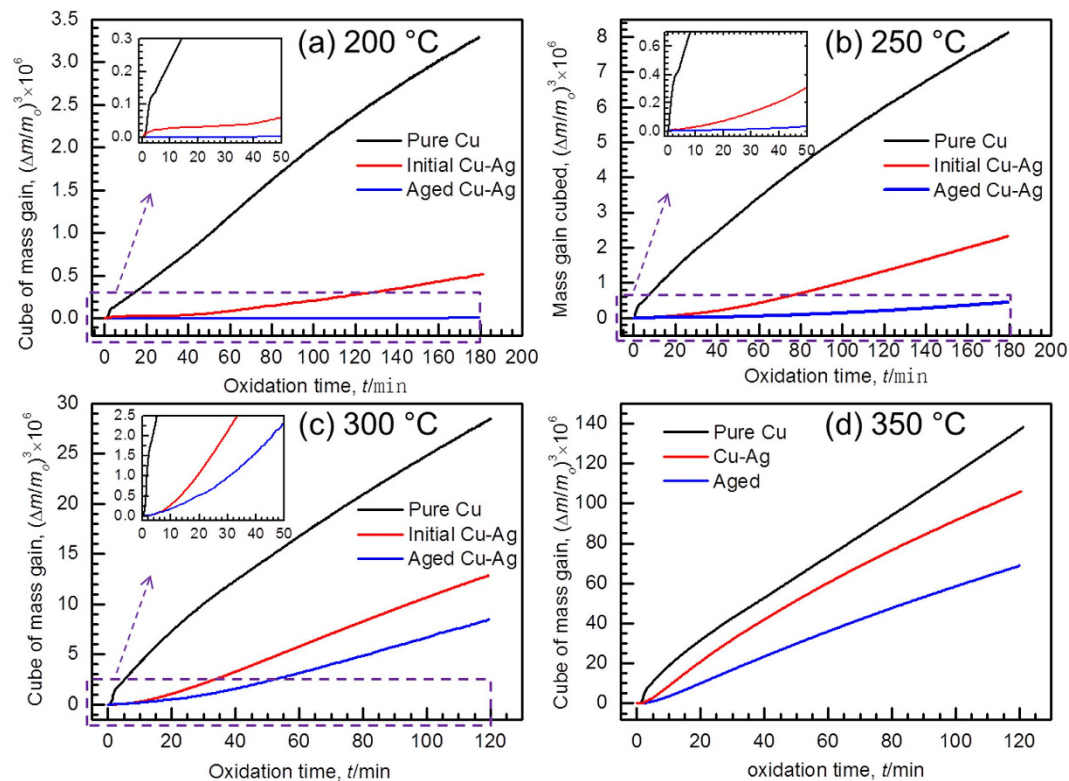 (a) 200 °C
Cube of mass gain, (Δm/mₒ)³×10⁶
3.5
3.0
2.5
2.0
1.5
1.0
0.5
0.0
0.3
0.2
0.1
0.0
0 10 20 30 40 50
Pure Cu
Initial Cu-Ag
Aged Cu-Ag
0 20 40 60 80 100 120 140 160 180 200
Oxidation time, t/min
(b) 250 °C
Mass gain cubed, (Δm/mₒ)³×10⁶
8
6
4
2
0
0.6
0.4
0.2
0.0
0 10 20 30 40 50
Pure Cu
Initial Cu-Ag
Aged Cu-Ag
0 20 40 60 80 100 120 140 160 180 200
Oxidation time, t/min
(c) 300 °C
Cube of mass gain, (Δm/mₒ)³×10⁶
30
25
20
15
10
5
0
2.5
2.0
1.5
1.0
0.5
0.0
0 10 20 30 40 50
Pure Cu
Initial Cu-Ag
Aged Cu-Ag
0 20 40 60 80 100 120
Oxidation time, t/min
(d) 350 °C
Cube of mass gain, (Δm/mₒ)³×10⁶
140
120
100
80
60
40
20
0
Pure Cu
Cu-Ag
Aged
0 20 40 60 80 100 120
oxidation time, t/min